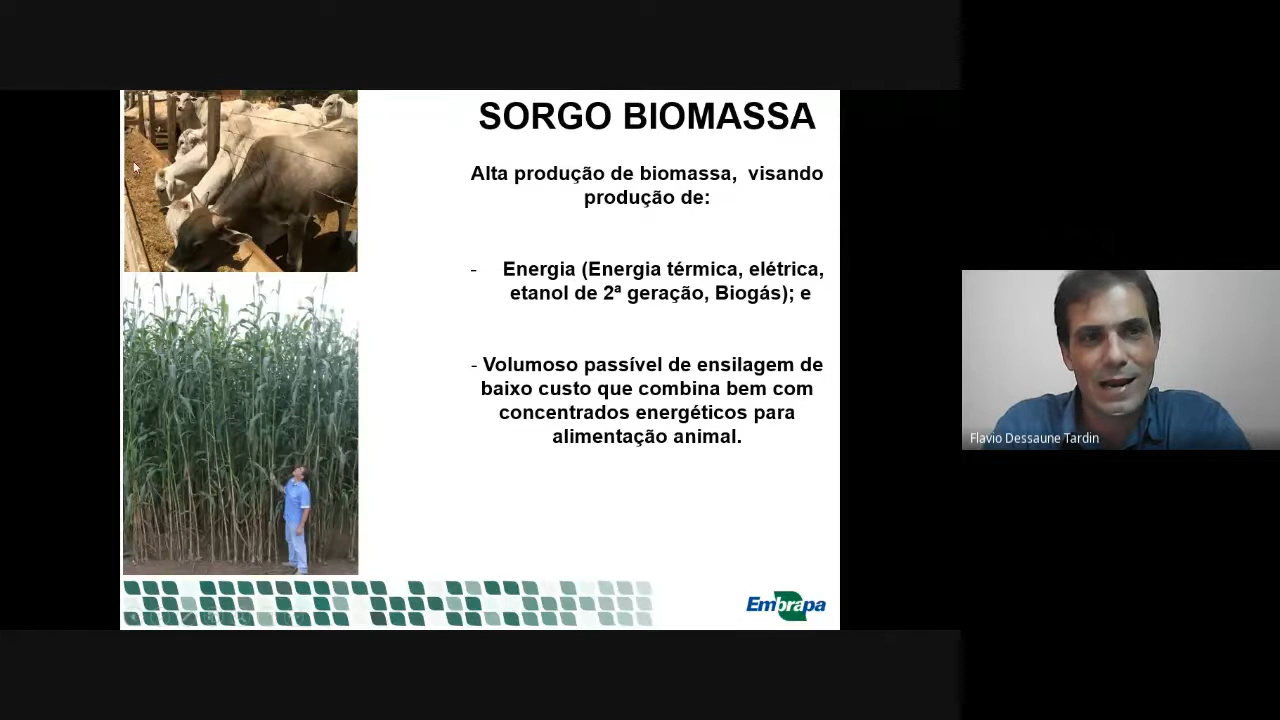 SORGO BIOMASSA
Alta produção de biomassa,  visando
produção de:
- Energia (Energia térmica, elétrica,
etanol de 2ª geração, Biogás); e
- Volumoso passível de ensilagem de
baixo custo que combina bem com
concentrados energéticos para
alimentação animal.
Embrapa
Flavio Dessaune Tardin